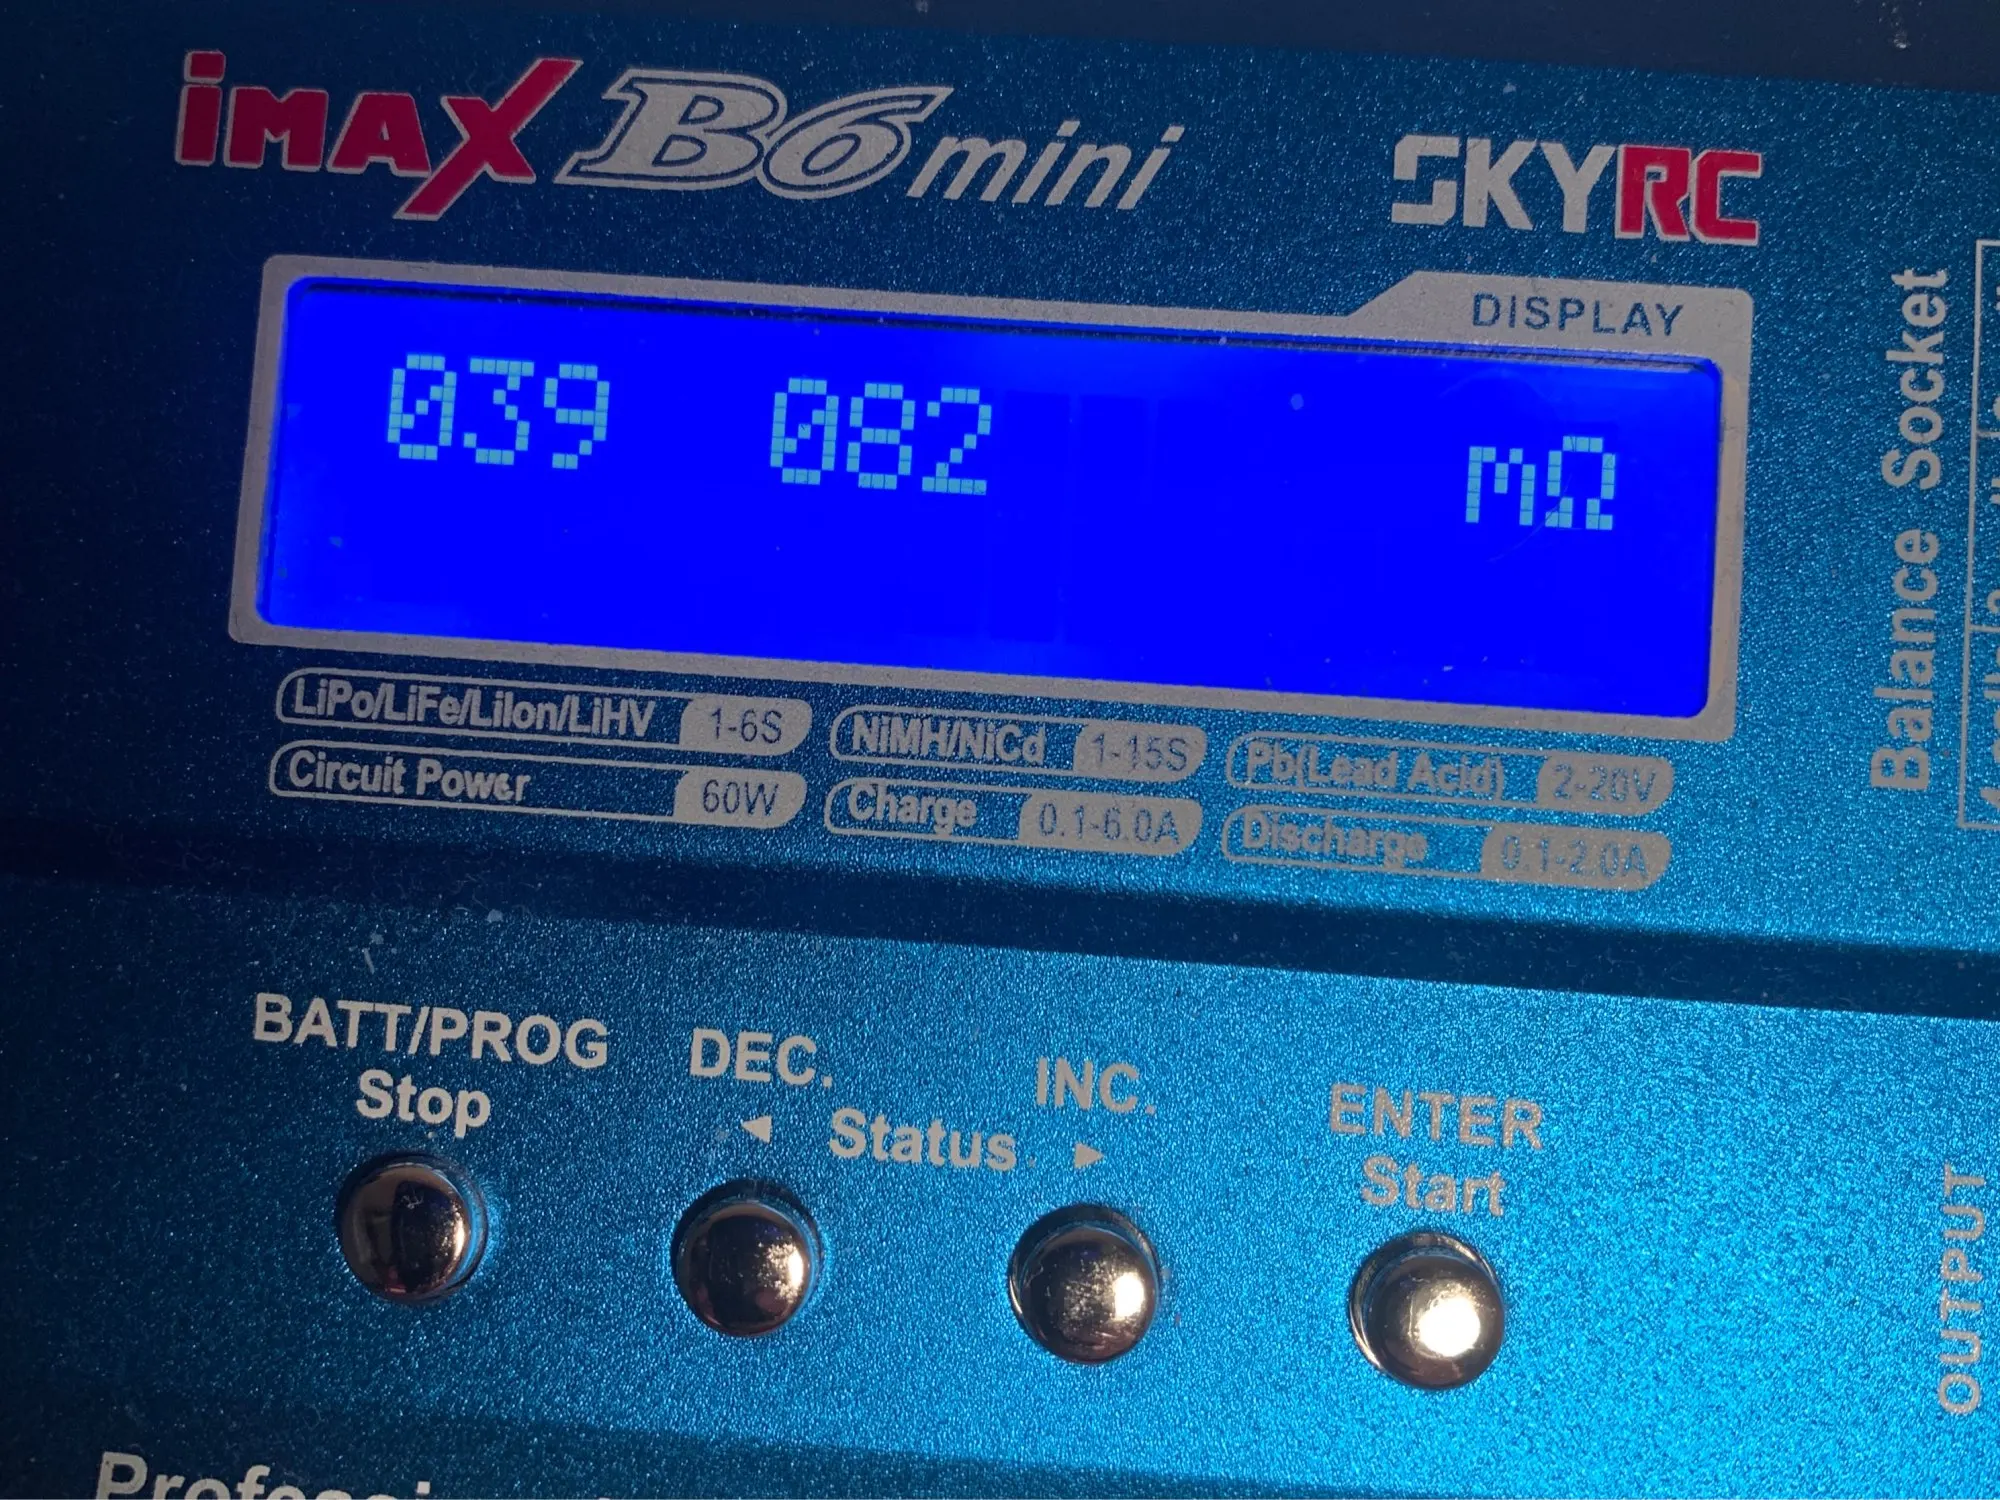 iMAX B6 mini SKYRC
DISPLAY
039 082 mΩ
LiPo/LiFe/LiIon/LiHV 1-6S NiMH/NiCd 1-15S Pb(Lead Acid) 2-20V
Circuit Power 60W Charge 0.1-6.0A Discharge 0.1-2.0A
BATT/PROG DEC. INC. ENTER
Stop ◄ Status ► Start
Balance Socket
OUTPUT